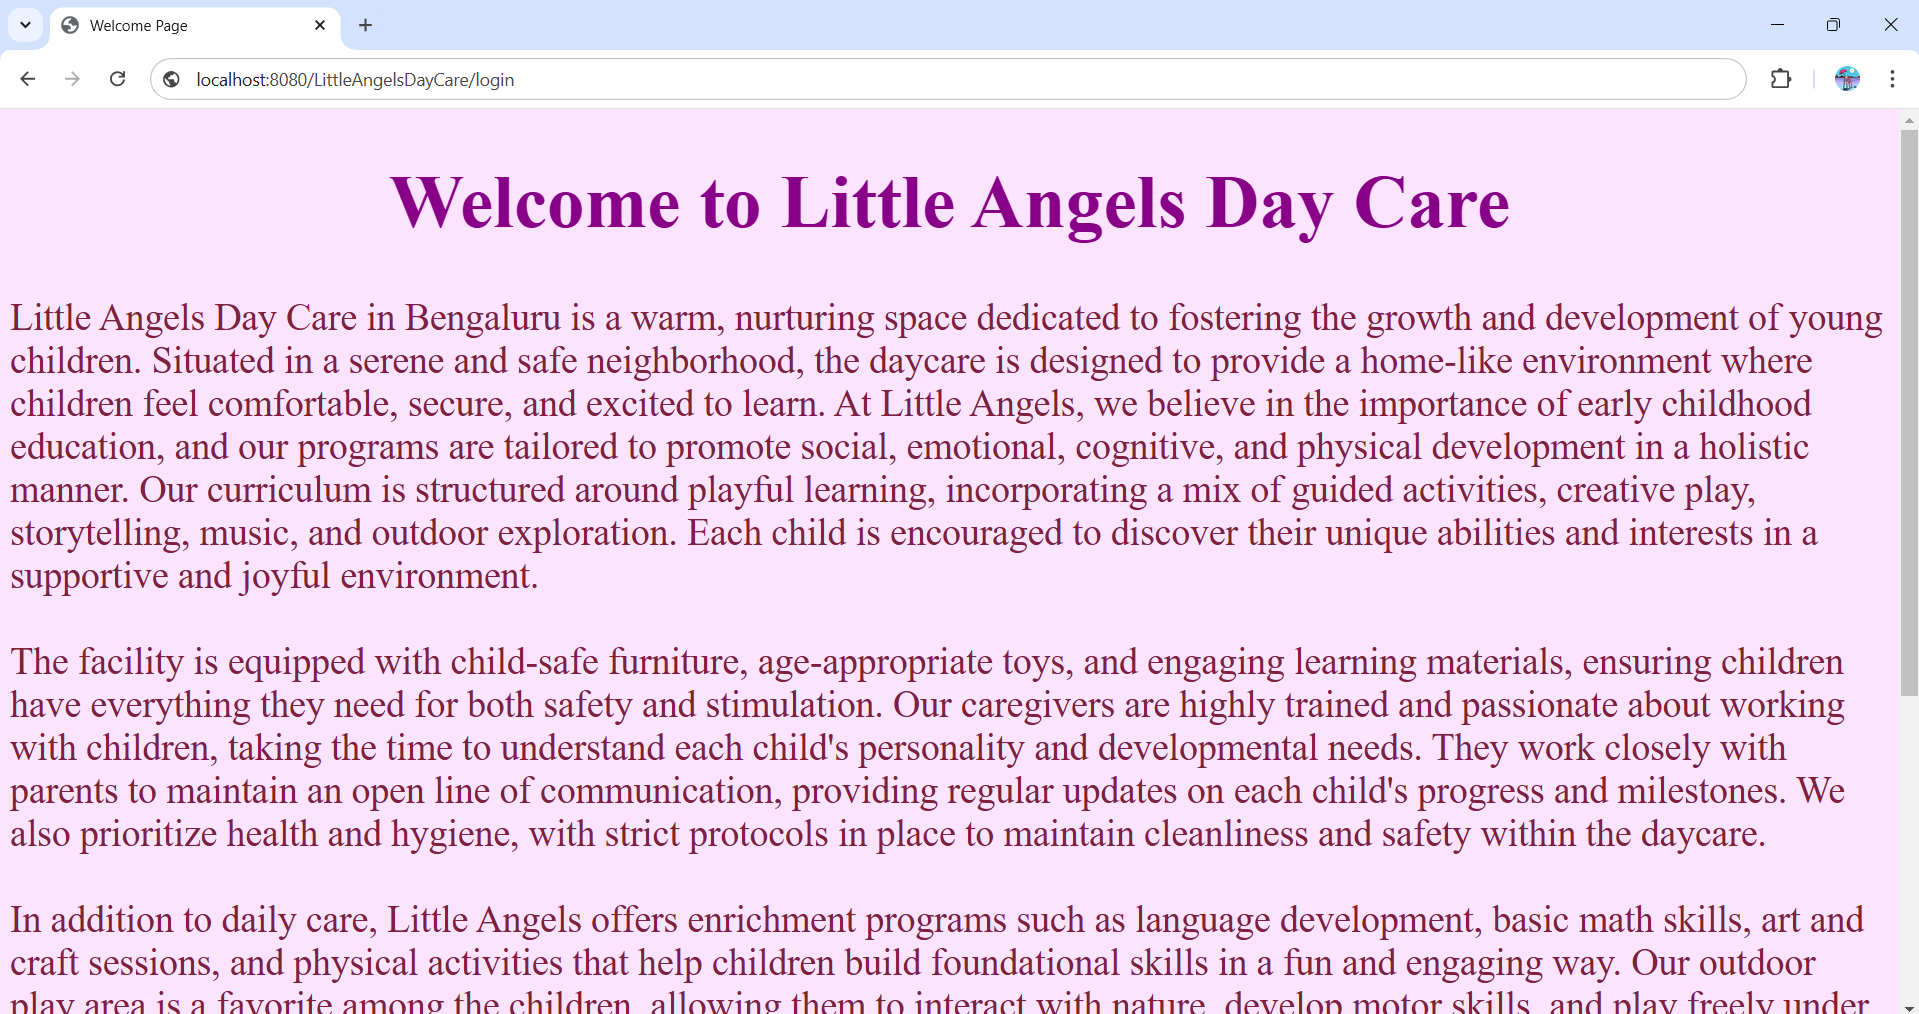 Welcome Page
localhost:8080/LittleAngelsDayCare/login
Welcome to Little Angels Day Care
Little Angels Day Care in Bengaluru is a warm, nurturing space dedicated to fostering the growth and development of young
children. Situated in a serene and safe neighborhood, the daycare is designed to provide a home-like environment where
children feel comfortable, secure, and excited to learn. At Little Angels, we believe in the importance of early childhood
education, and our programs are tailored to promote social, emotional, cognitive, and physical development in a holistic
manner. Our curriculum is structured around playful learning, incorporating a mix of guided activities, creative play,
storytelling, music, and outdoor exploration. Each child is encouraged to discover their unique abilities and interests in a
supportive and joyful environment.
The facility is equipped with child-safe furniture, age-appropriate toys, and engaging learning materials, ensuring children
have everything they need for both safety and stimulation. Our caregivers are highly trained and passionate about working
with children, taking the time to understand each child's personality and developmental needs. They work closely with
parents to maintain an open line of communication, providing regular updates on each child's progress and milestones. We
also prioritize health and hygiene, with strict protocols in place to maintain cleanliness and safety within the daycare.
In addition to daily care, Little Angels offers enrichment programs such as language development, basic math skills, art and
craft sessions, and physical activities that help children build foundational skills in a fun and engaging way. Our outdoor
play area is a favorite among the children, allowing them to interact with nature, develop motor skills, and play freely under